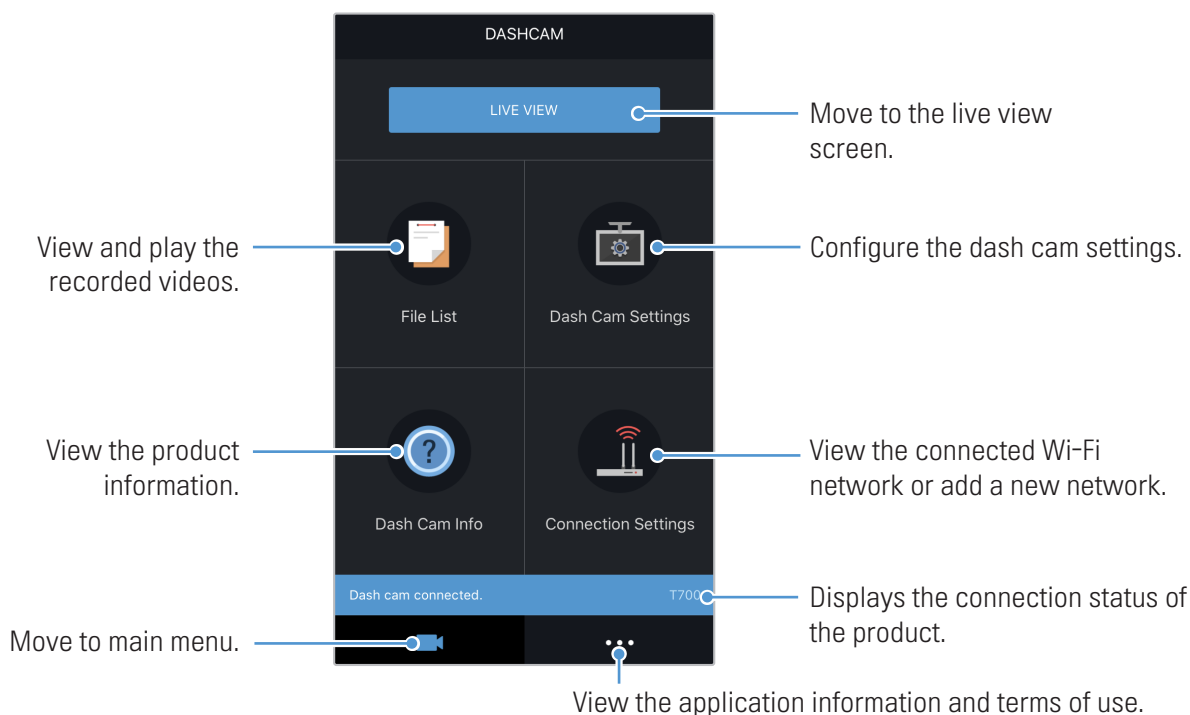 DASHCAM
LIVE VIEW
Move to the live view
screen.
View and play the
recorded videos.
File List
Dash Cam Settings
Configure the dash cam settings.
View the product
information.
?
Dash Cam Info
Connection Settings
View the connected Wi-Fi
network or add a new network.
Dash cam connected.
T700
Displays the connection status of
the product.
Move to main menu.
View the application information and terms of use.